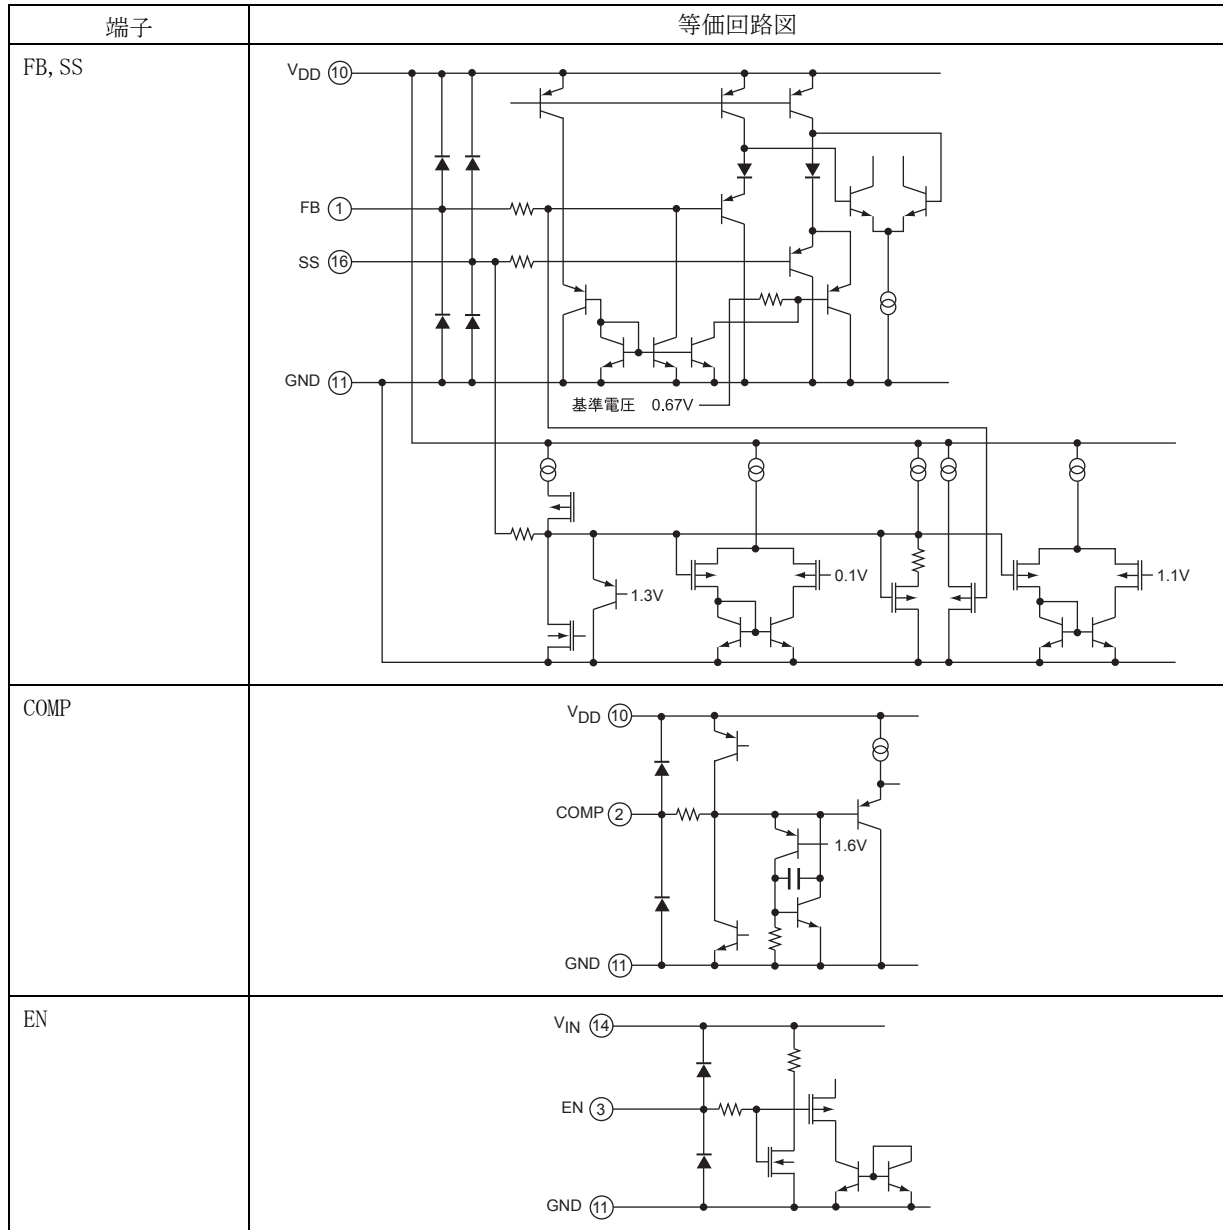 端子 等価回路図
FB, SS
VDD 10
FB 1
SS 16
GND 11
基準電圧 0.67V
1.3V 0.1V 1.1V
COMP
VDD 10
COMP 2
1.6V
GND 11
EN
VIN 14
EN 3
GND 11